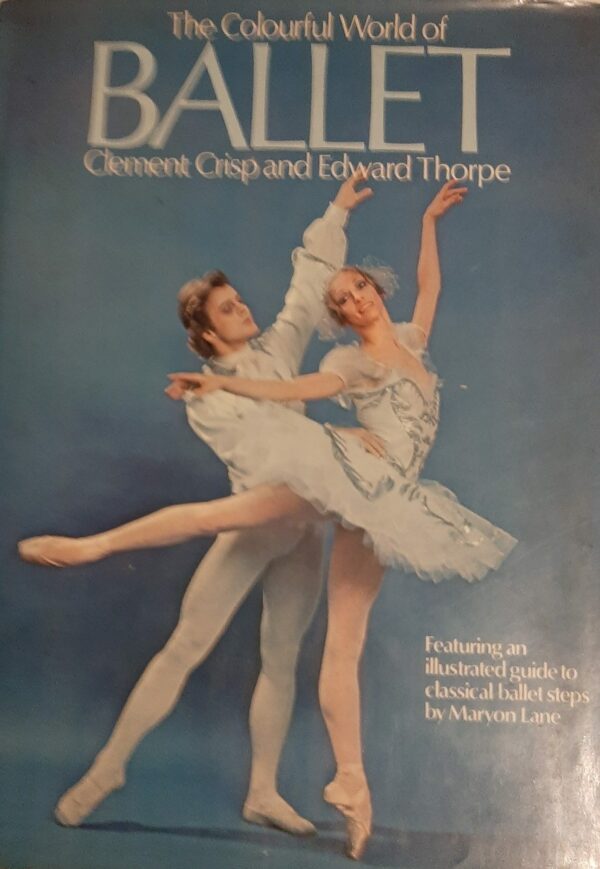 The Colourful World of
BALLET
Clement Crisp and Edward Thorpe
Featuring an
illustrated guide to
classical ballet steps
by Maryon Lane